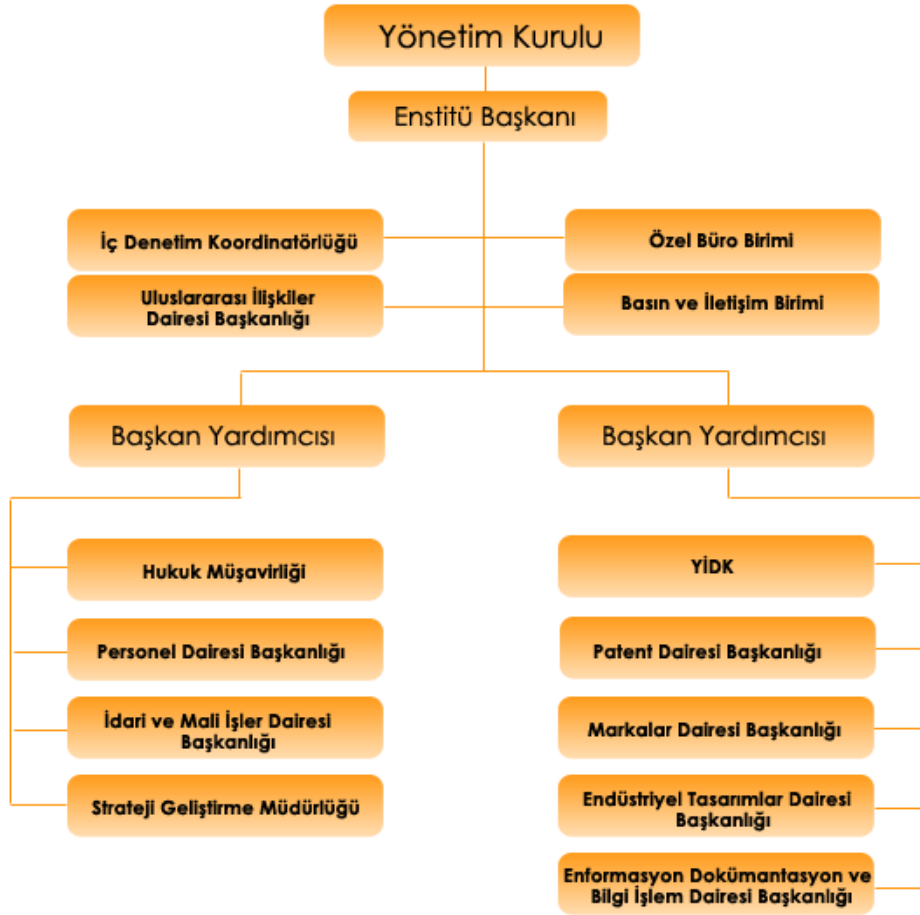 Yönetim Kurulu
Enstitü Başkanı
İç Denetim Koordinatörlüğü
Özel Büro Birimi
Uluslararası İlişkiler
Dairesi Başkanlığı
Basın ve İletişim Birimi
Başkan Yardımcısı
Başkan Yardımcısı
Hukuk Müşavirliği
Personel Dairesi Başkanlığı
İdari ve Mali İşler Dairesi
Başkanlığı
Strateji Geliştirme Müdürlüğü
YİDK
Patent Dairesi Başkanlığı
Markalar Dairesi Başkanlığı
Endüstriyel Tasarımlar Dairesi
Başkanlığı
Enformasyon Dokümantasyon ve
Bilgi İşlem Dairesi Başkanlığı